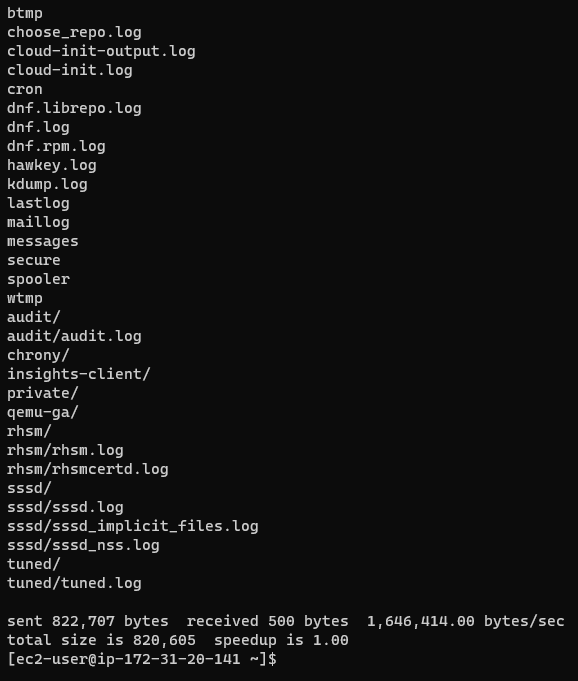 btmp
choose_repo.log
cloud-init-output.log
cloud-init.log
cron
dnf.librepo.log
dnf.log
dnf.rpm.log
hawkey.log
kdump.log
lastlog
maillog
messages
secure
spooler
wtmp
audit/
audit/audit.log
chrony/
insights-client/
private/
qemu-ga/
rhsm/
rhsm/rhsm.log
rhsm/rhsmcertd.log
sssd/
sssd/sssd.log
sssd/sssd_implicit_files.log
sssd/sssd_nss.log
tuned/
tuned/tuned.log

sent 822,707 bytes  received 500 bytes  1,646,414.00 bytes/sec
total size is 820,605  speedup is 1.00
[ec2-user@ip-172-31-20-141 ~]$